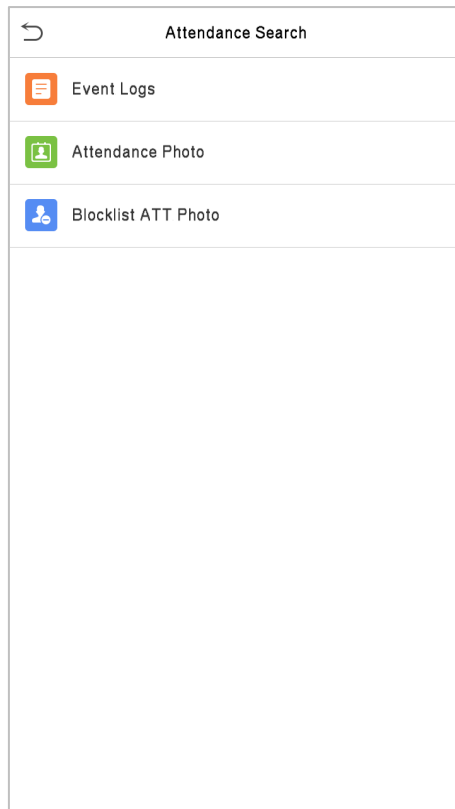 Attendance Search
Event Logs
Attendance Photo
Blocklist ATT Photo